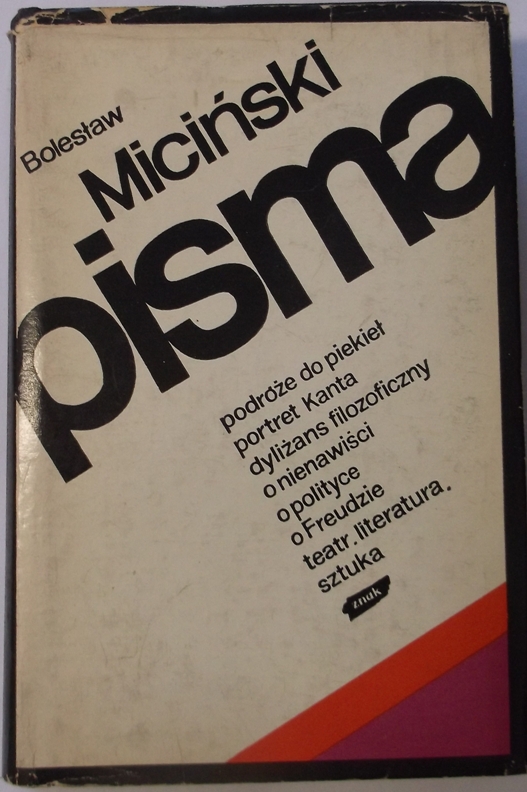 Bolesław
Miciński
pisma
podróże do piekieł
portret Kanta
dyliżans filozoficzny
o nienawiści
o polityce
o Freudzie
teatr.literatura.
sztuka
znak